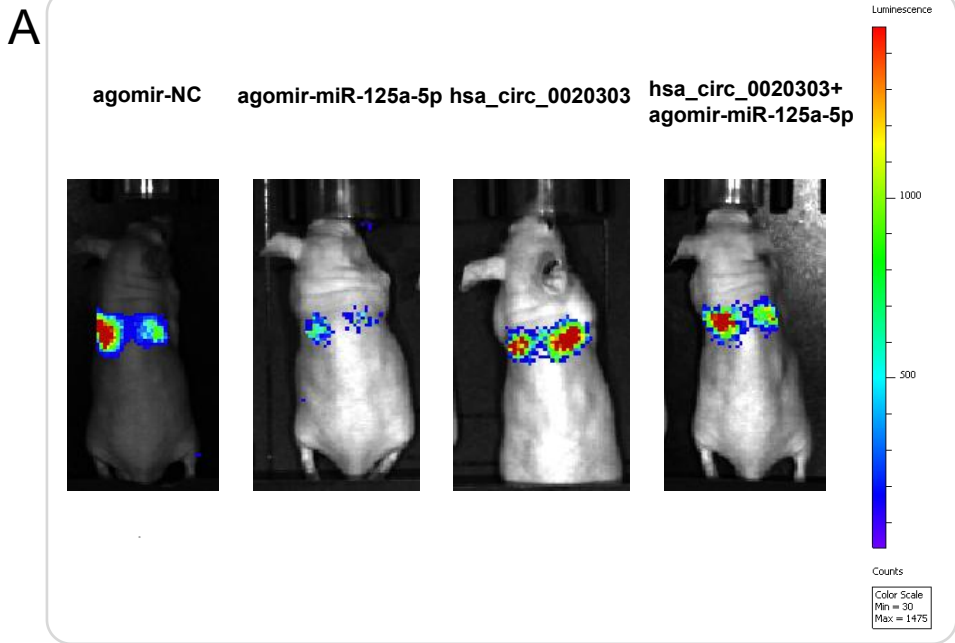 A
Luminescence
agomir-NC
agomir-miR-125a-5p
hsa_circ_0020303
hsa_circ_0020303+
agomir-miR-125a-5p
1000
500
Counts
Color Scale
Min = 30
Max = 1475